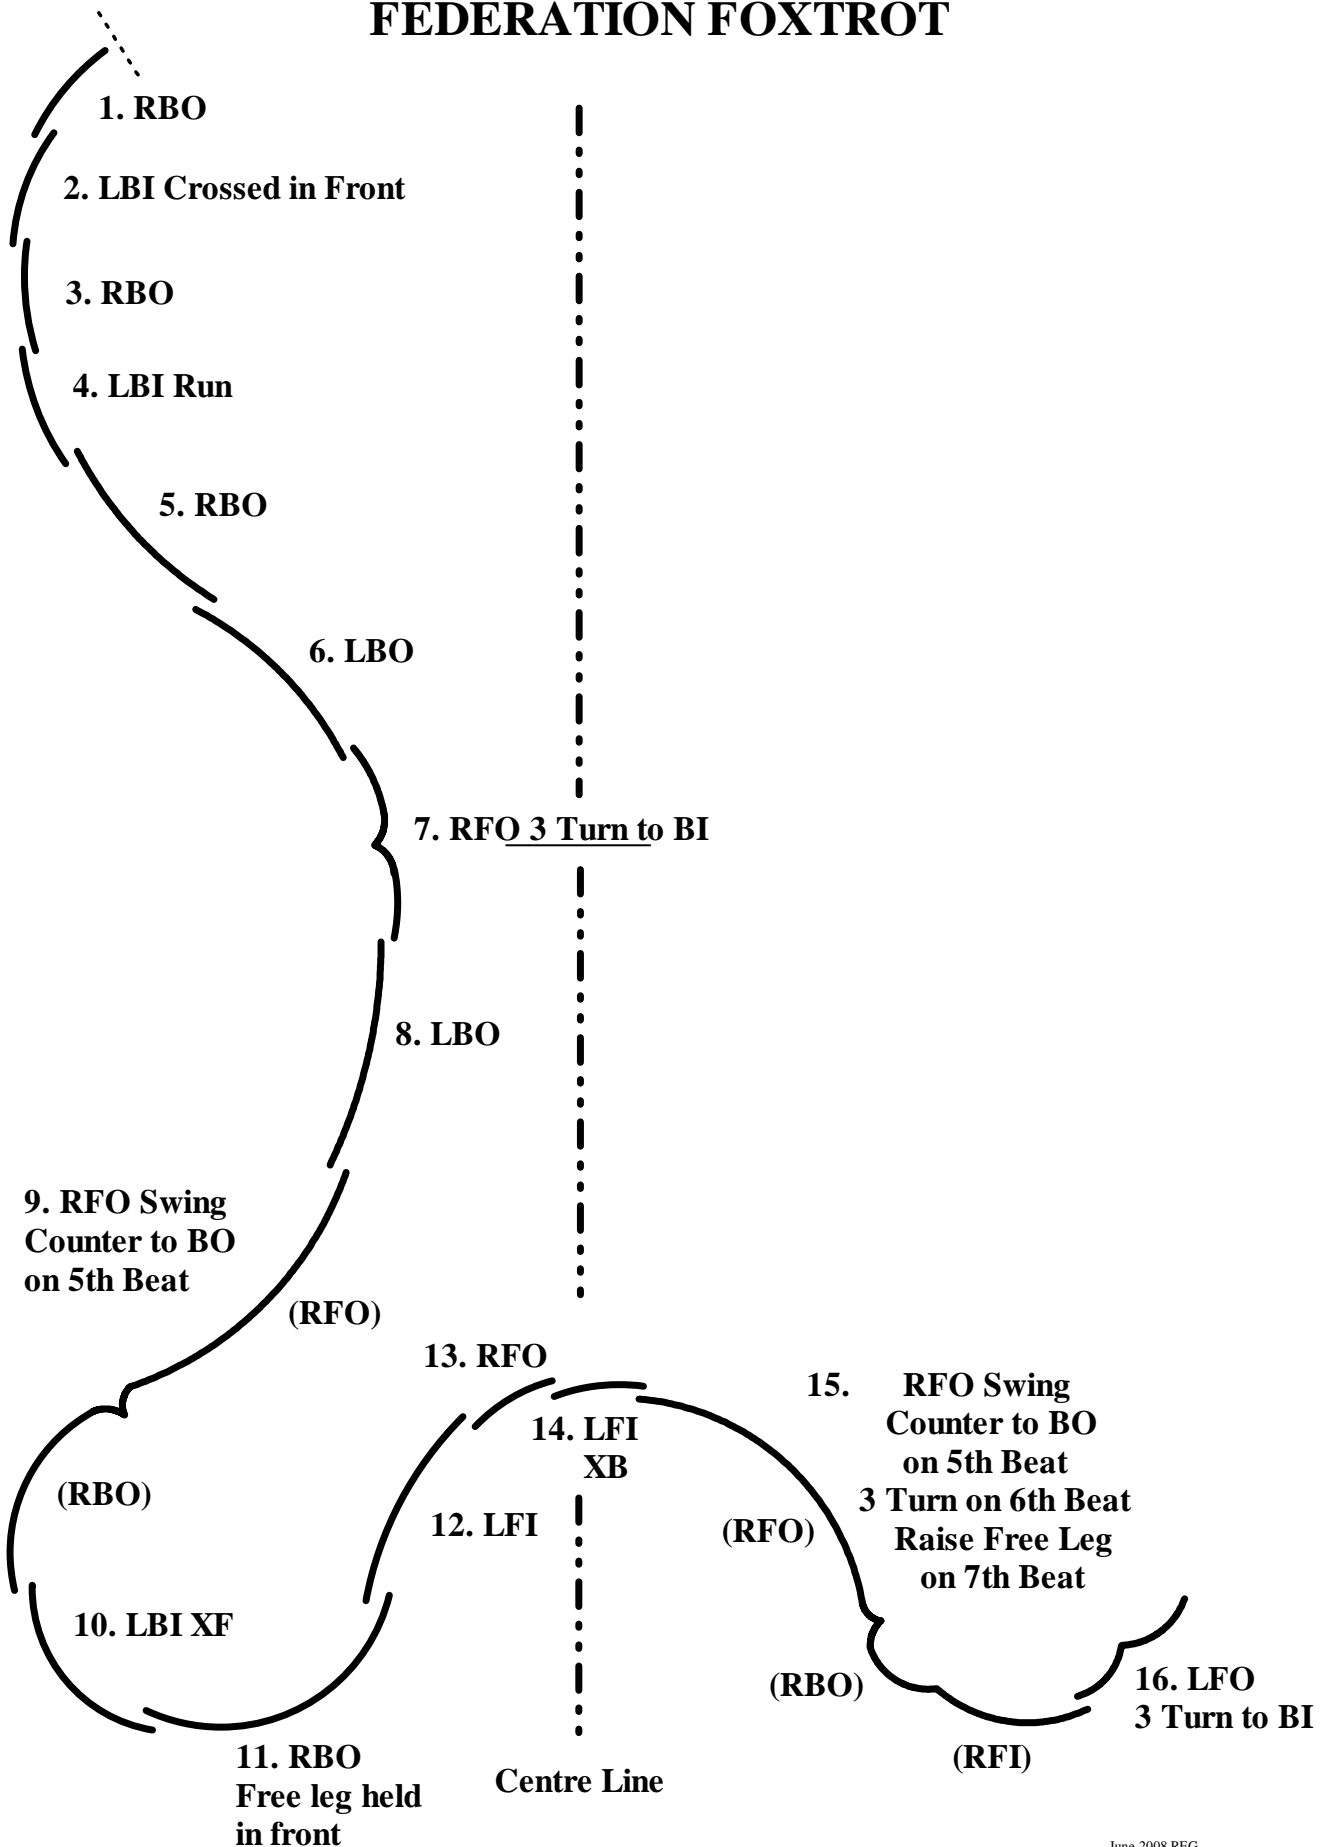 FEDERATION FOXTROT
1. RBO
2. LBI Crossed in Front
3. RBO
4. LBI Run
5. RBO
6. LBO
7. RFO 3 Turn to BI
8. LBO
9. RFO Swing
Counter to BO
on 5th Beat
(RFO)
(RBO)
10. LBI XF
11. RBO
Free leg held
in front
12. LFI
13. RFO
14. LFI
XB
15. RFO Swing
Counter to BO
on 5th Beat
3 Turn on 6th Beat
Raise Free Leg
on 7th Beat
(RFO)
(RBO)
(RFI)
16. LFO
3 Turn to BI
Centre Line
June 2008 REG